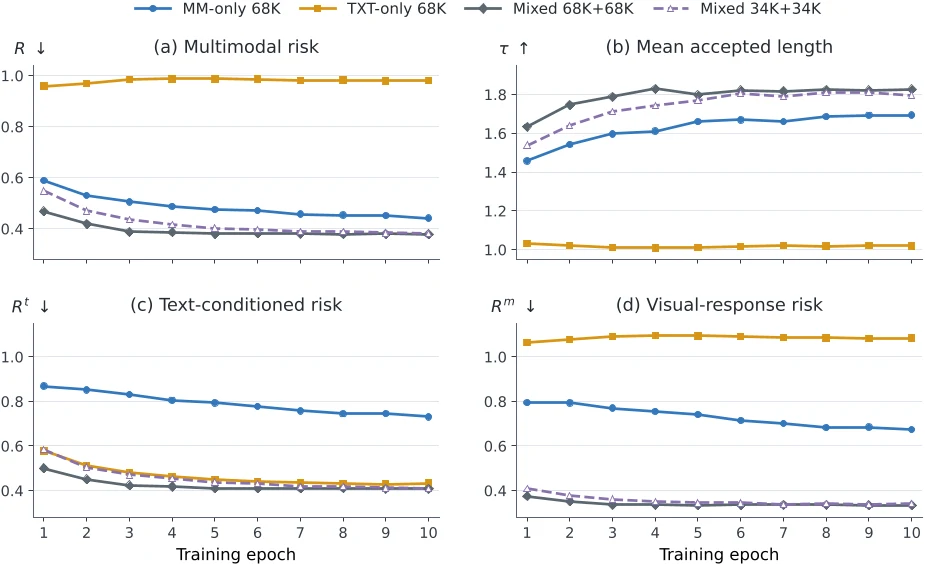 MM-only 68K TXT-only 68K Mixed 68K+68K Mixed 34K+34K
R ↓ (a) Multimodal risk
1.0
0.8
0.6
0.4
τ ↑ (b) Mean accepted length
1.8
1.6
1.4
1.2
1.0
R^t ↓ (c) Text-conditioned risk
1.0
0.8
0.6
0.4
1 2 3 4 5 6 7 8 9 10
Training epoch
R^m ↓ (d) Visual-response risk
1.0
0.8
0.6
0.4
1 2 3 4 5 6 7 8 9 10
Training epoch